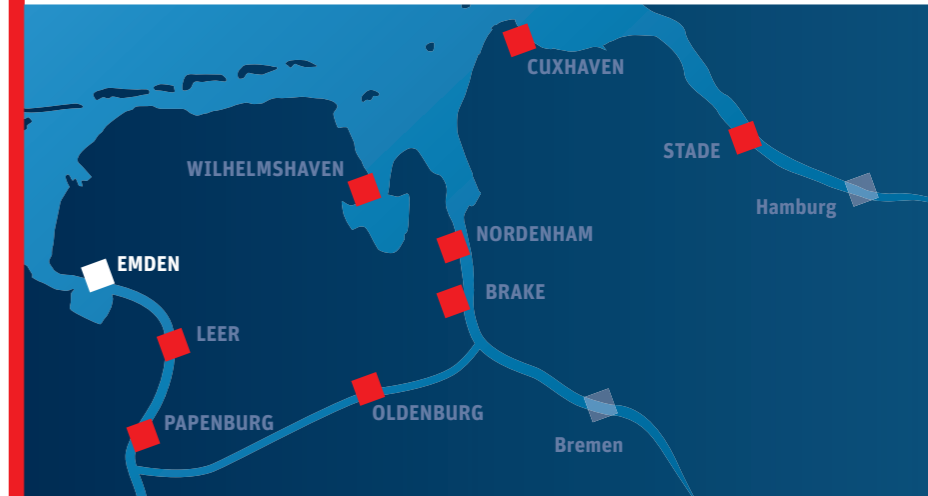 CUXHAVEN
STADE
WILHELMSHAVEN
Hamburg
NORDENHAM
EMDEN
BRAKE
LEER
OLDENBURG
PAPENBURG
Bremen